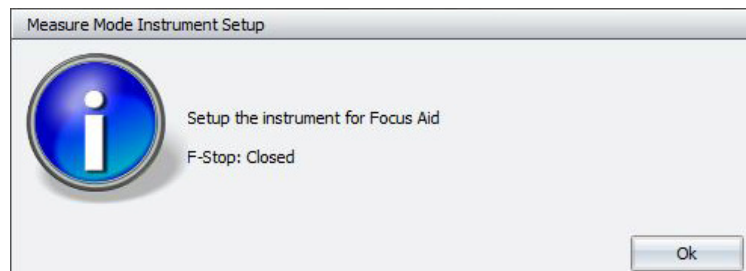 Measure Mode Instrument Setup
Setup the instrument for Focus Aid
F-Stop: Closed
Ok